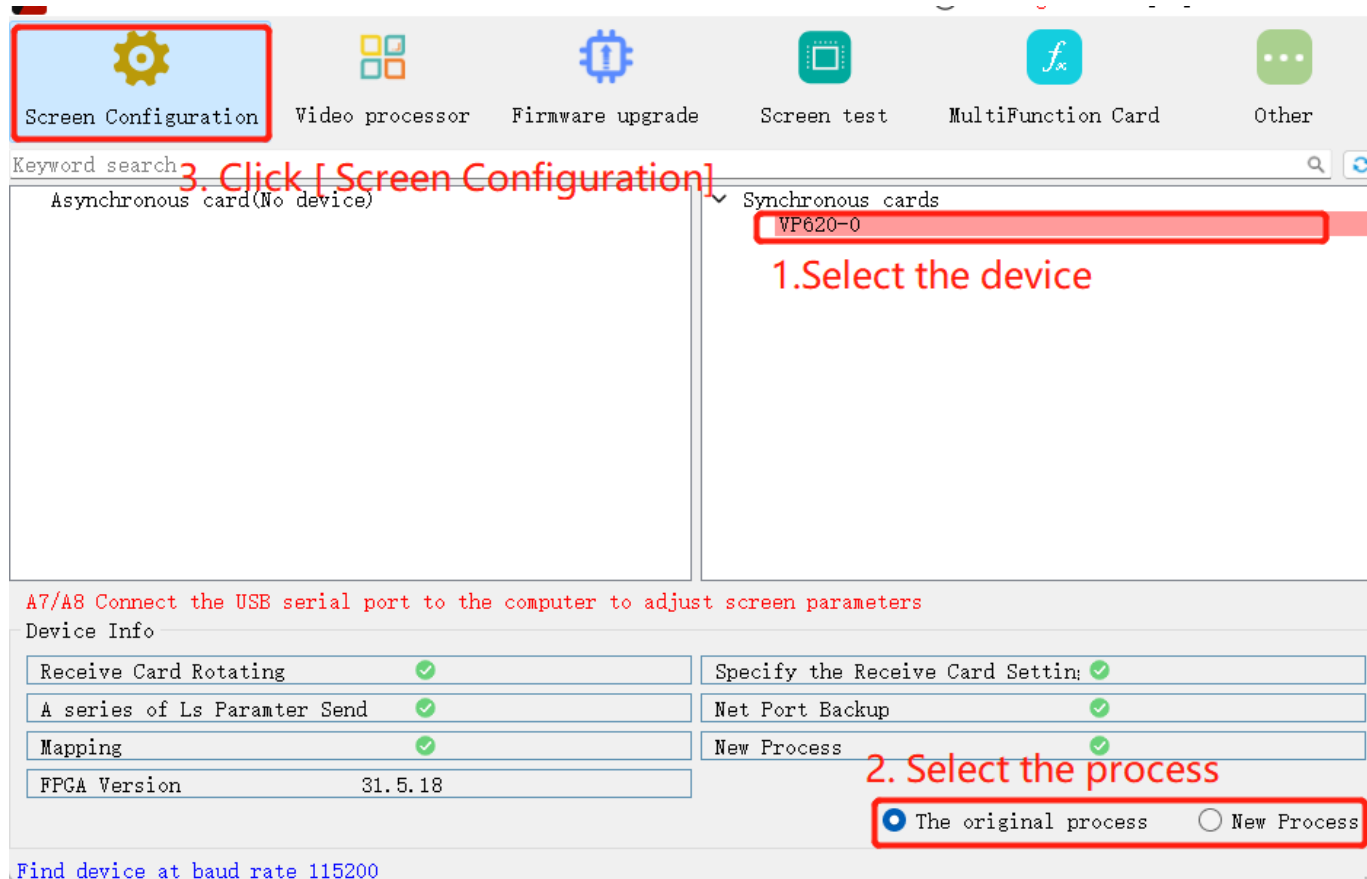 Screen Configuration
Video processor
Firmware upgrade
Screen test
MultiFunction Card
Other
Keyword search
3. Click [ Screen Configuration]
Asynchronous card(No device)
Synchronous cards
VP620-0
1.Select the device
A7/A8 Connect the USB serial port to the computer to adjust screen parameters
Device Info
Receive Card Rotating
Specify the Receive Card Settin
A series of Ls Paramter Send
Net Port Backup
Mapping
New Process
2. Select the process
FPGA Version 31.5.18
The original process
New Process
Find device at baud rate 115200